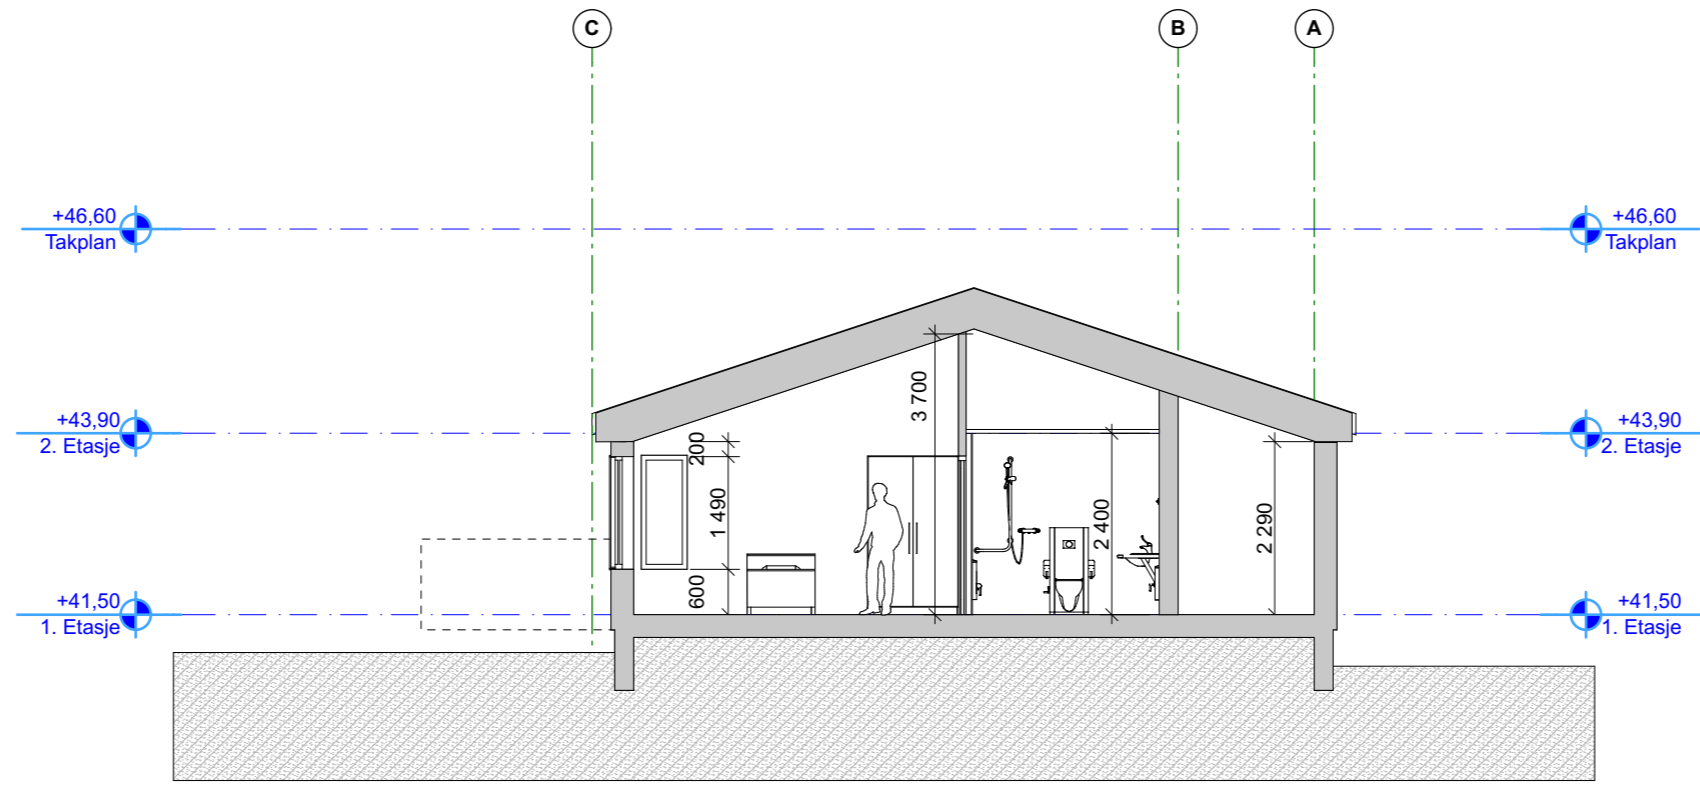 C
B
A
+46,60
Takplan
+46,60
Takplan
3 700
+43,90
2. Etasje
200
+43,90
2. Etasje
1 490
2 400
2 290
600
+41,50
1. Etasje
+41,50
1. Etasje